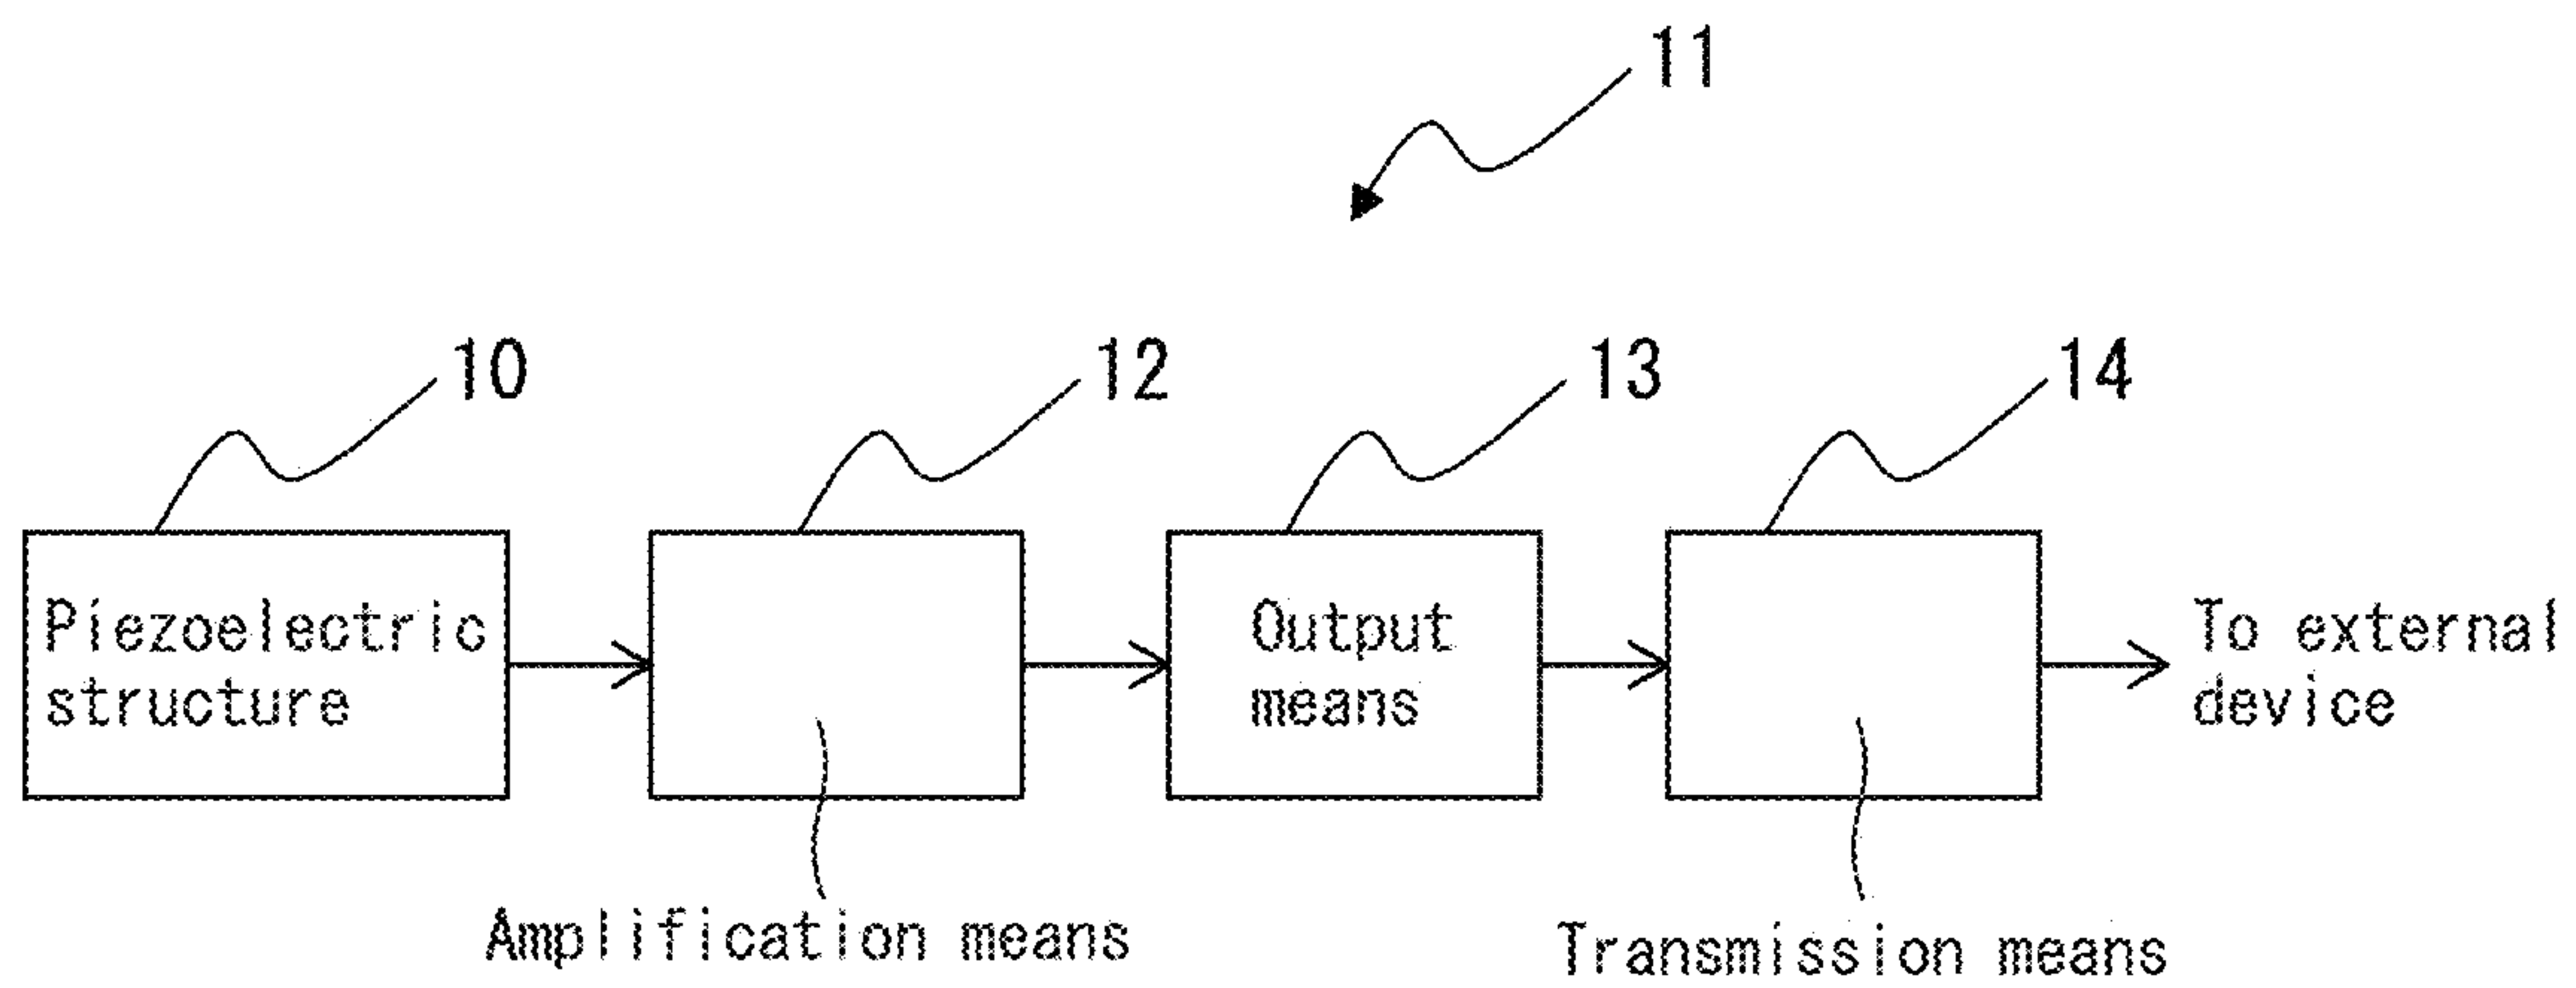 11
10
12
13
14
Piezoelectric
structure
Output
means
To external
device
Amplification means
Transmission means